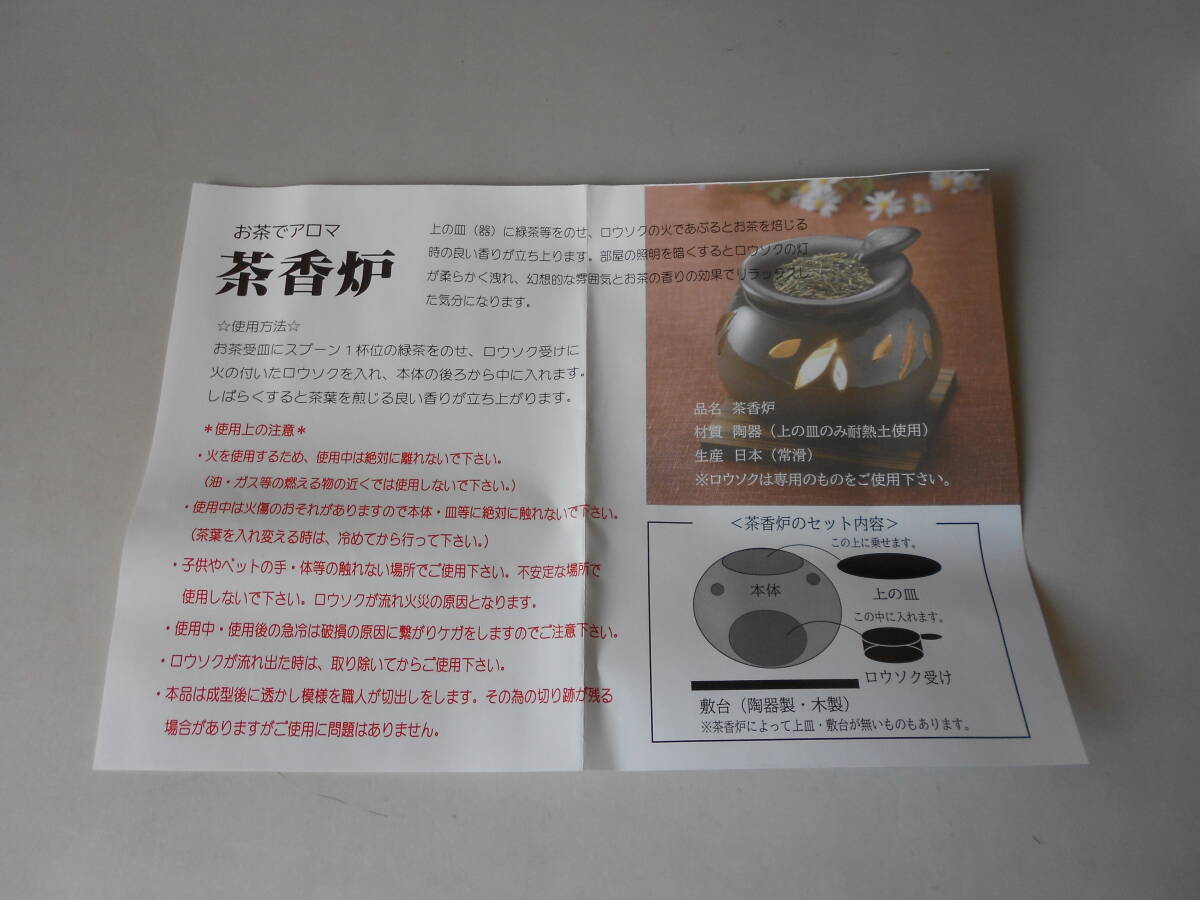 お茶でアロマ
茶香炉
上の皿（器）に緑茶等をのせ、ロウソクの火であぶるとお茶を焙じる
時の良い香りが立ち上ります。部屋の照明を暗くするとロウソクの灯
が柔らかく洩れ、幻想的な雰囲気とお茶の香りの効果でリラックスし
た気分になります。
☆使用方法☆
お茶受皿にスプーン１杯位の緑茶をのせ、ロウソク受けに
火の付いたロウソクを入れ、本体の後ろから中に入れます。
しばらくすると茶葉を煎じる良い香りが立ち上がります。
＊使用上の注意＊
・火を使用するため、使用中は絶対に離れないで下さい。
（油・ガス等の燃える物の近くでは使用しないで下さい。）
・使用中は火傷のおそれがありますので本体・皿等に絶対に触れないで下さい。
（茶葉を入れ変える時は、冷めてから行って下さい。）
・子供やペットの手・体等の触れない場所でご使用下さい。不安定な場所で
使用しないで下さい。ロウソクが流れ火災の原因となります。
・使用中・使用後の急冷は破損の原因に繋がりケガをしますのでご注意下さい。
・ロウソクが流れ出た時は、取り除いてからご使用下さい。
・本品は成型後に透かし模様を職人が切出しをします。その為の切り跡が残る
場合がありますがご使用に問題はありません。
品名 茶香炉
材質 陶器（上の皿のみ耐熱土使用）
生産 日本（常滑）
※ロウソクは専用のものをご使用下さい。
＜茶香炉のセット内容＞
この上に乗せます。
本体
上の皿
この中に入れます。
ロウソク受け
敷台（陶器製・木製）
※茶香炉によって上皿・敷台が無いものもあります。